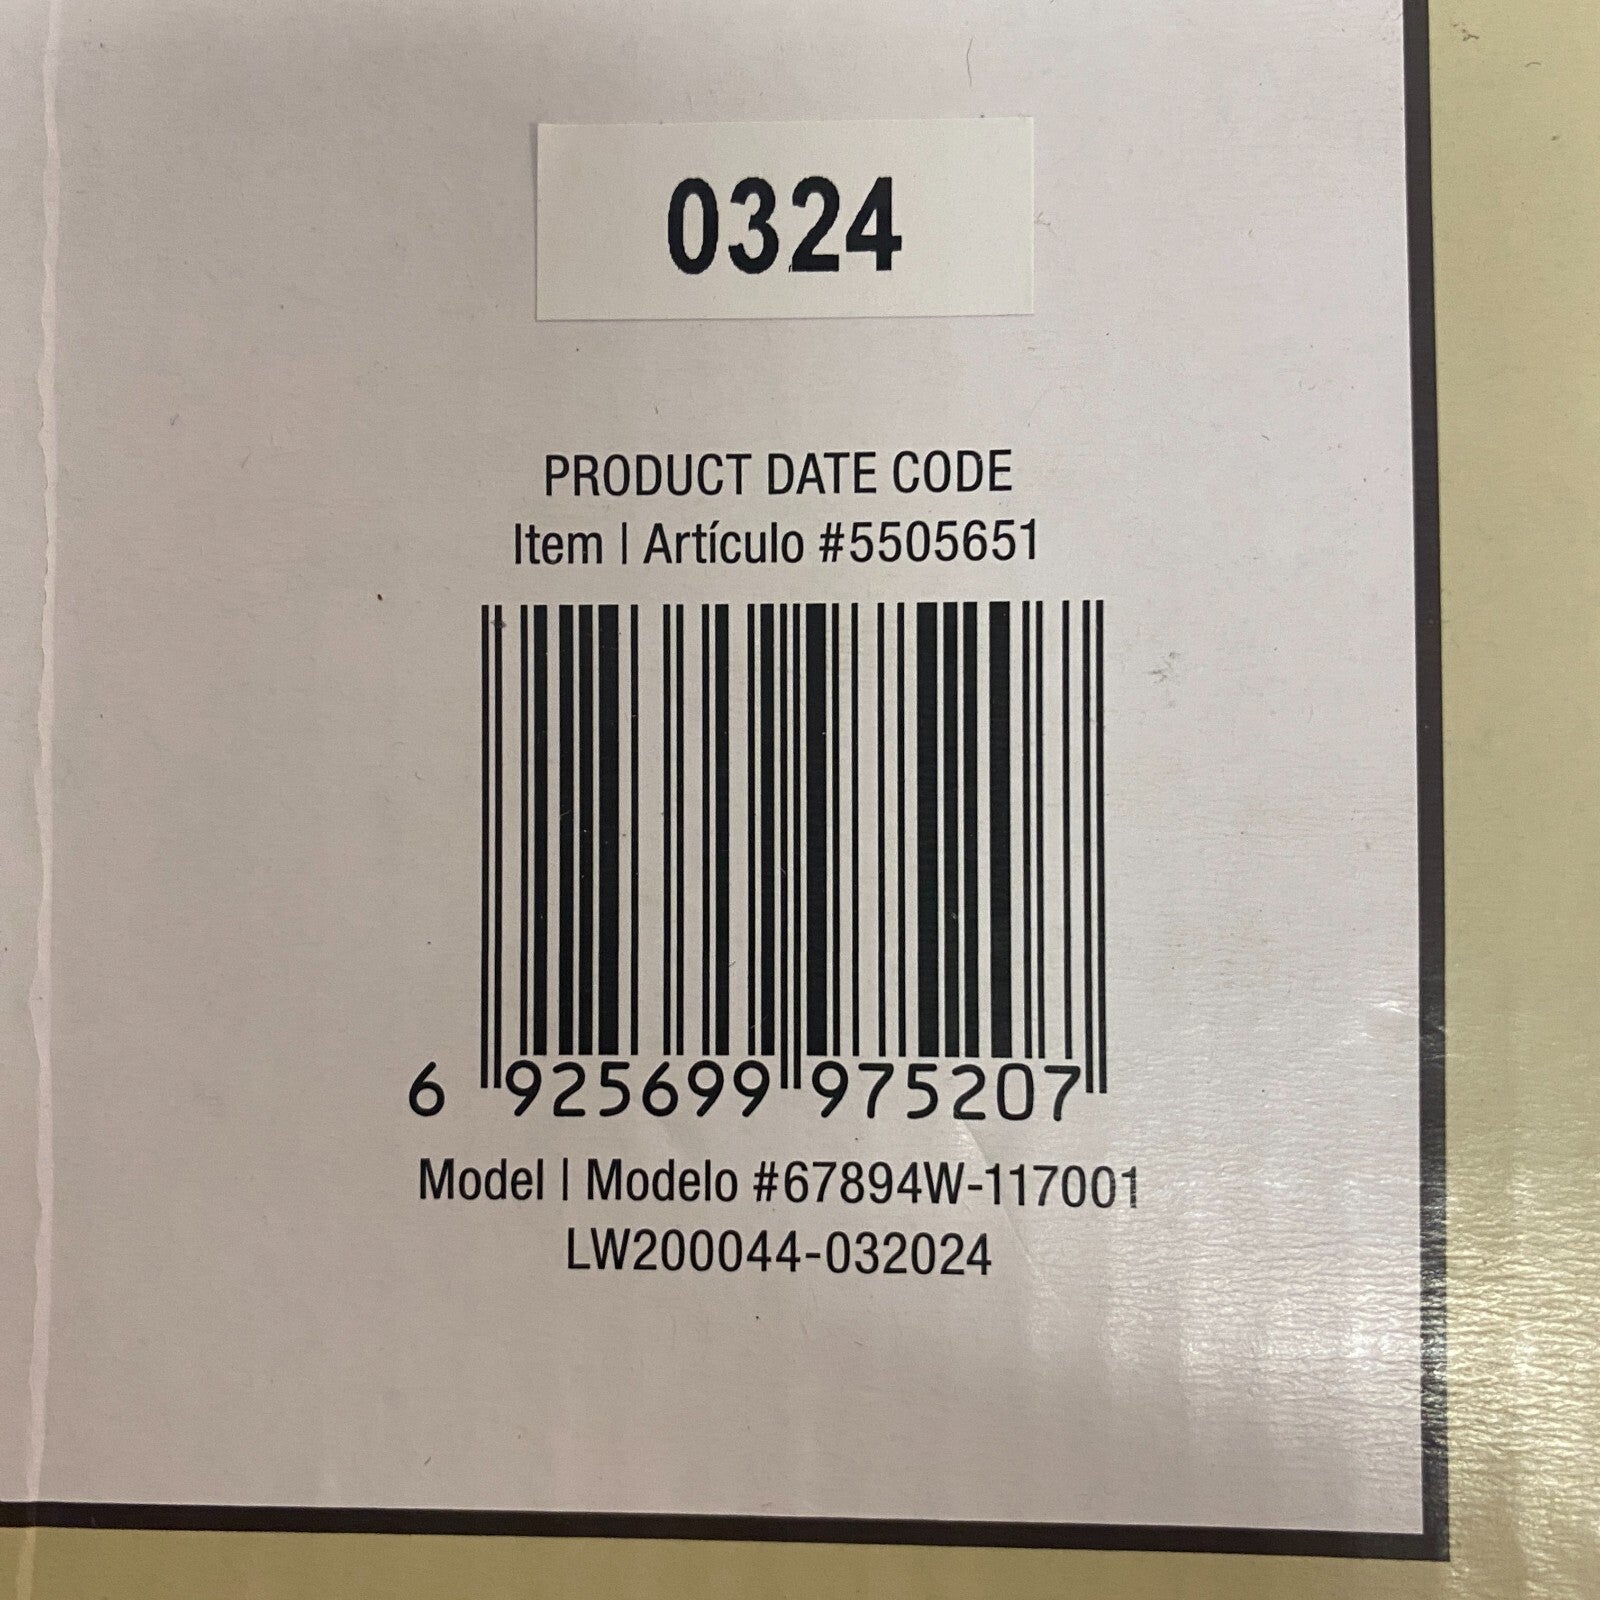 0324
PRODUCT DATE CODE
Item | Artículo #5505651
6 925699 975207
Model | Modelo #67894W-117001
LW200044-032024